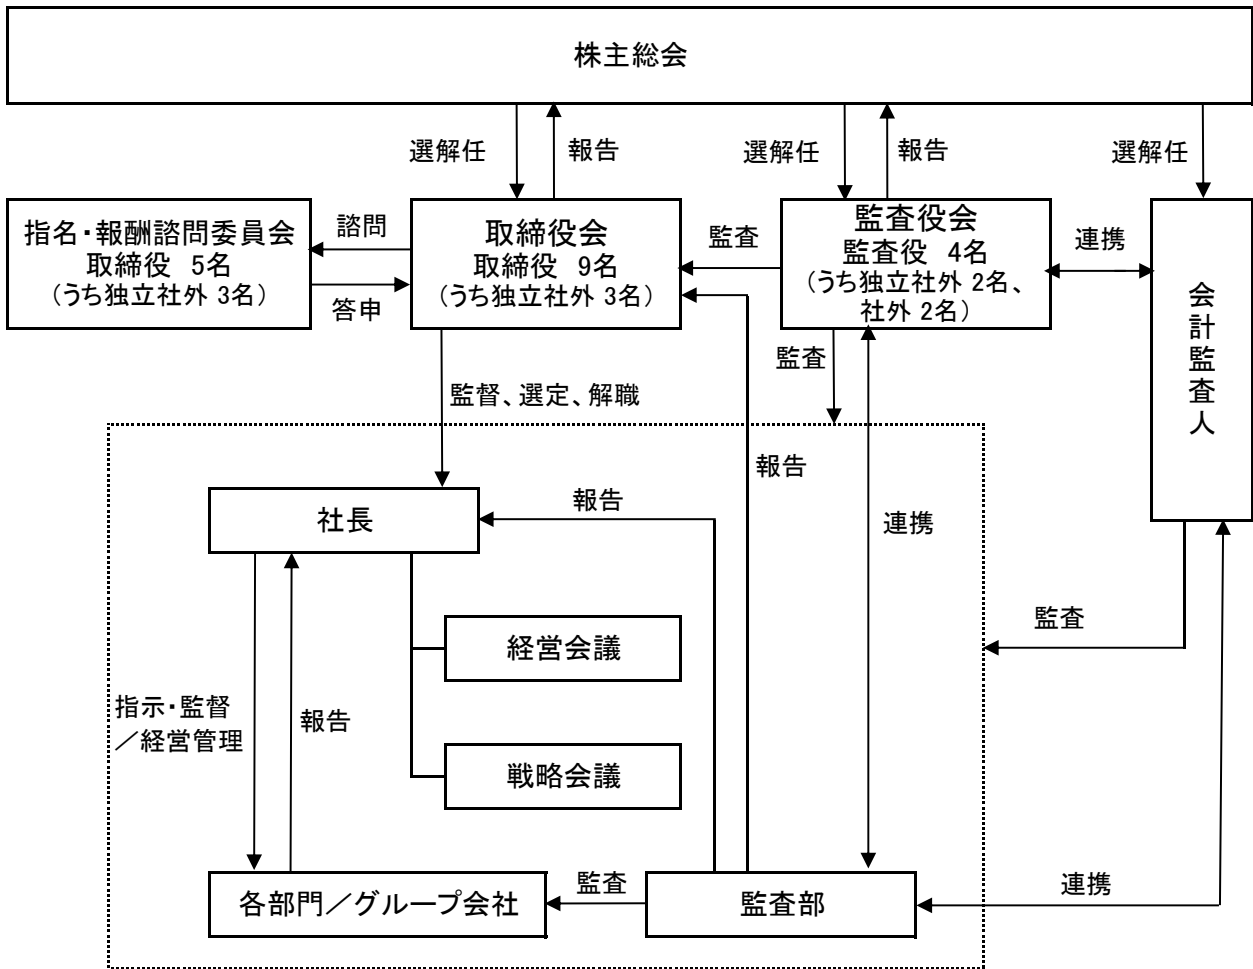 株主総会
選解任
報告
選解任
報告
選解任
指名・報酬諮問委員会
取締役 5名
（うち独立社外 3名）
諮問
答申
取締役会
取締役 9名
（うち独立社外 3名）
監査
監査役会
監査役 4名
（うち独立社外 2名、
社外 2名）
連携
会計監査人
監督、選定、解職
監査
報告
社長
報告
連携
経営会議
監査
指示・監督
／経営管理
報告
戦略会議
各部門／グループ会社
監査
監査部
連携